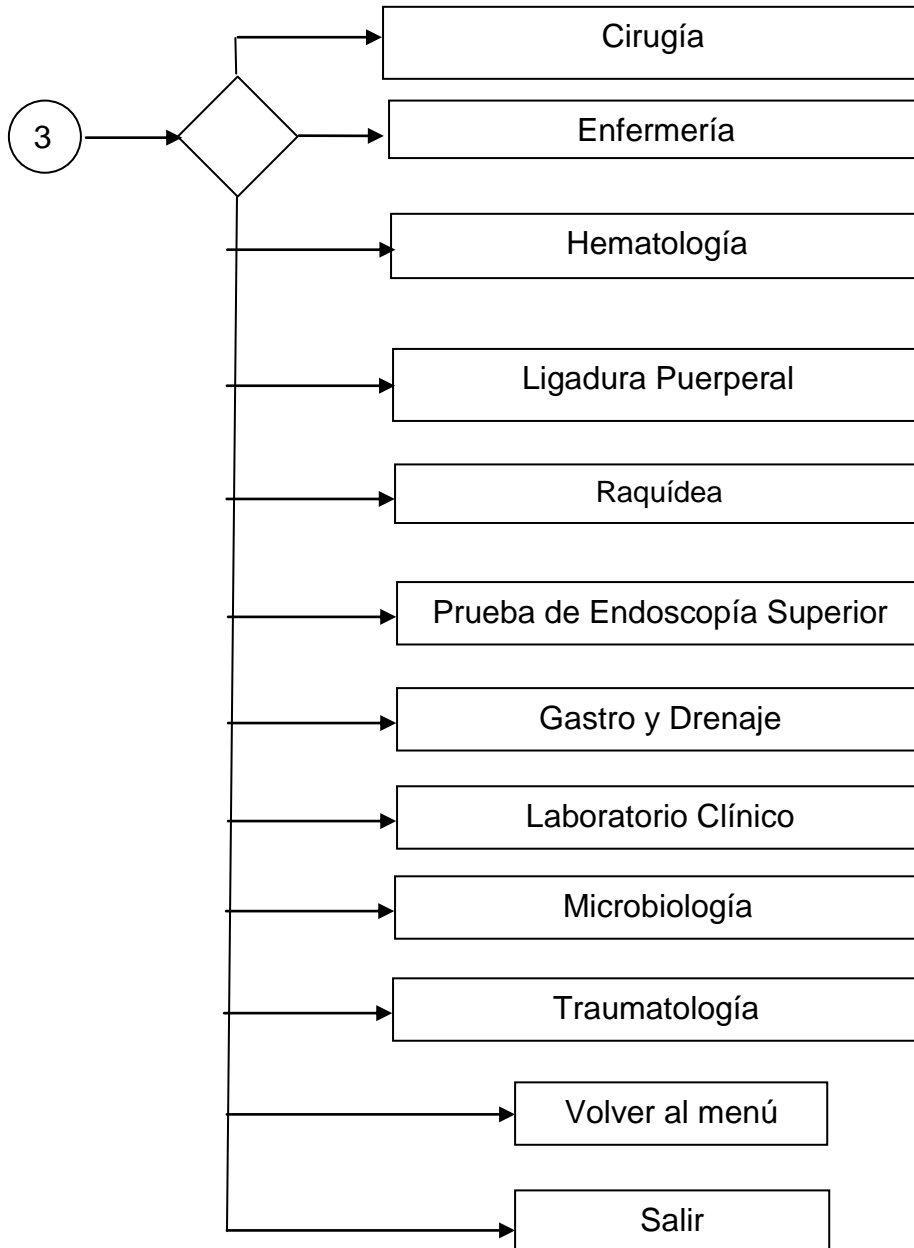 Cirugía
3
Enfermería
Hematología
Ligadura Puerperal
Raquídea
Prueba de Endoscopía Superior
Gastro y Drenaje
Laboratorio Clínico
Microbiología
Traumatología
Volver al menú
Salir